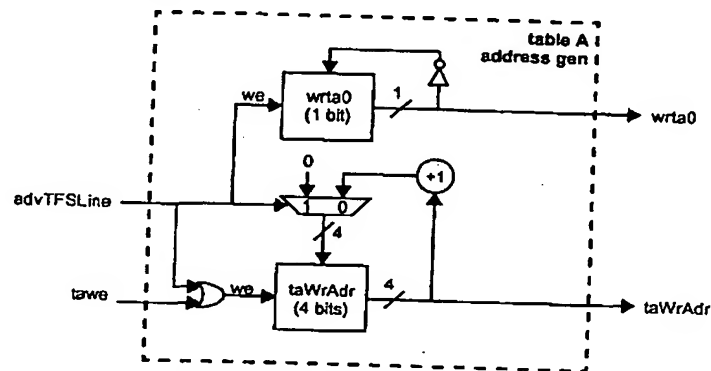 table A
address gen
we
wrta0
(1 bit)
1
wrta0
0
+1
advTFSLine
1 0
4
tawe
we
taWrAdr
(4 bits)
4
taWrAdr